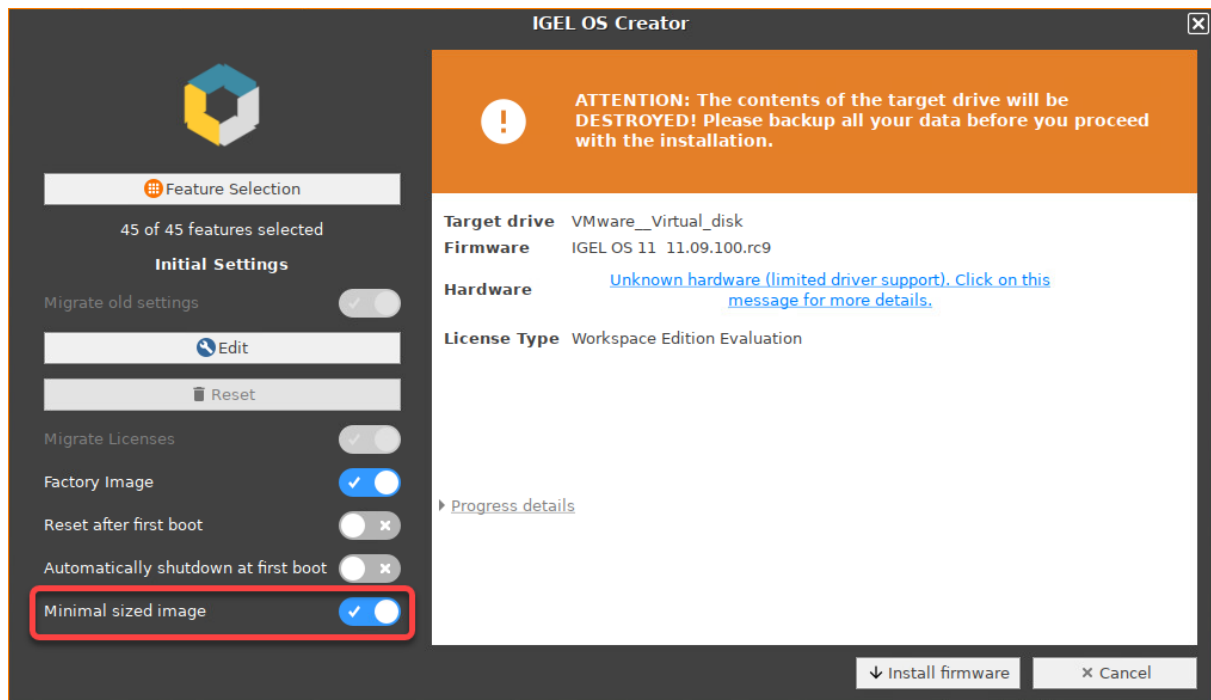 IGEL OS Creator
Feature Selection
45 of 45 features selected
Initial Settings
Migrate old settings
Edit
Reset
Migrate Licenses
Factory Image
Reset after first boot
Automatically shutdown at first boot
Minimal sized image
ATTENTION: The contents of the target drive will be
DESTROYED! Please backup all your data before you proceed
with the installation.
Target drive VMware__Virtual_disk
Firmware IGEL OS 11 11.09.100.rc9
Hardware Unknown hardware (limited driver support). Click on this
message for more details.
License Type Workspace Edition Evaluation
Progress details
Install firmware
Cancel